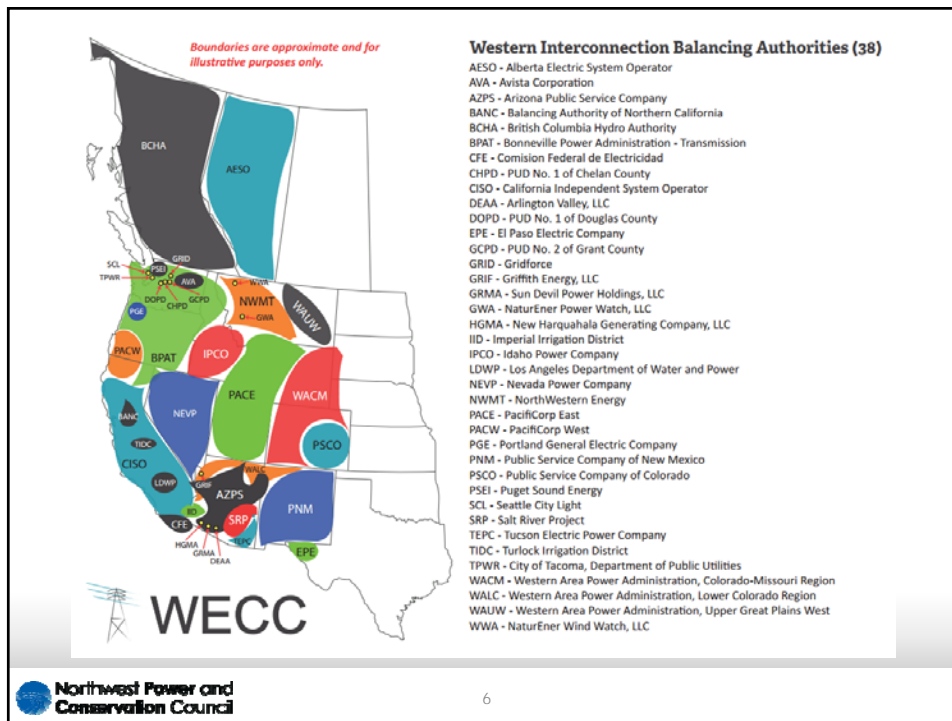 Boundaries are approximate and for
illustrative purposes only.
BCHA
AESO
SCL
PSEI
GRID
TPWR
AVA
DOPD
CHPD
GCPD
WWA
NWMT
GWA
WAUW
PGE
PACW
BPAT
IPCO
PACE
WACM
NEVP
PSCO
BANC
TIDC
CISO
LDWP
GRIF
WALC
AZPS
IID
CFE
SRP
TEPC
PNM
EPE
HGMA
GRMA
DEAA
WECC
Western Interconnection Balancing Authorities (38)
AESO - Alberta Electric System Operator
AVA - Avista Corporation
AZPS - Arizona Public Service Company
BANC - Balancing Authority of Northern California
BCHA - British Columbia Hydro Authority
BPAT - Bonneville Power Administration - Transmission
CFE - Comision Federal de Electricidad
CHPD - PUD No. 1 of Chelan County
CISO - California Independent System Operator
DEAA - Arlington Valley, LLC
DOPD - PUD No. 1 of Douglas County
EPE - El Paso Electric Company
GCPD - PUD No. 2 of Grant County
GRID - Gridforce
GRIF - Griffith Energy, LLC
GRMA - Sun Devil Power Holdings, LLC
GWA - NaturEner Power Watch, LLC
HGMA - New Harquahala Generating Company, LLC
IID - Imperial Irrigation District
IPCO - Idaho Power Company
LDWP - Los Angeles Department of Water and Power
NEVP - Nevada Power Company
NWMT - NorthWestern Energy
PACE - PacifiCorp East
PACW - PacifiCorp West
PGE - Portland General Electric Company
PNM - Public Service Company of New Mexico
PSCO - Public Service Company of Colorado
PSEI - Puget Sound Energy
SCL - Seattle City Light
SRP - Salt River Project
TEPC - Tucson Electric Power Company
TIDC - Turlock Irrigation District
TPWR - City of Tacoma, Department of Public Utilities
WACM - Western Area Power Administration, Colorado-Missouri Region
WALC - Western Area Power Administration, Lower Colorado Region
WAUW - Western Area Power Administration, Upper Great Plains West
WWA - NaturEner Wind Watch, LLC
Northwest Power and
Conservation Council
6